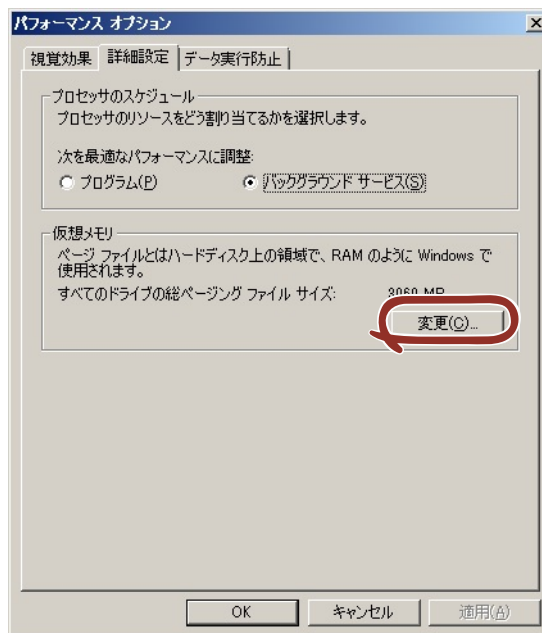 パフォーマンス オプション
視覚効果 詳細設定 データ実行防止
プロセッサのスケジュール
プロセッサのリソースをどう割り当てるかを選択します。
次を最適なパフォーマンスに調整:
プログラム(P) バックグラウンド サービス(S)
仮想メモリ
ページ ファイルとはハードディスク上の領域で、RAM のように Windows で
使用されます。
すべてのドライブの総ページング ファイル サイズ: 3069 MB
変更(C)...
OK キャンセル 適用(A)